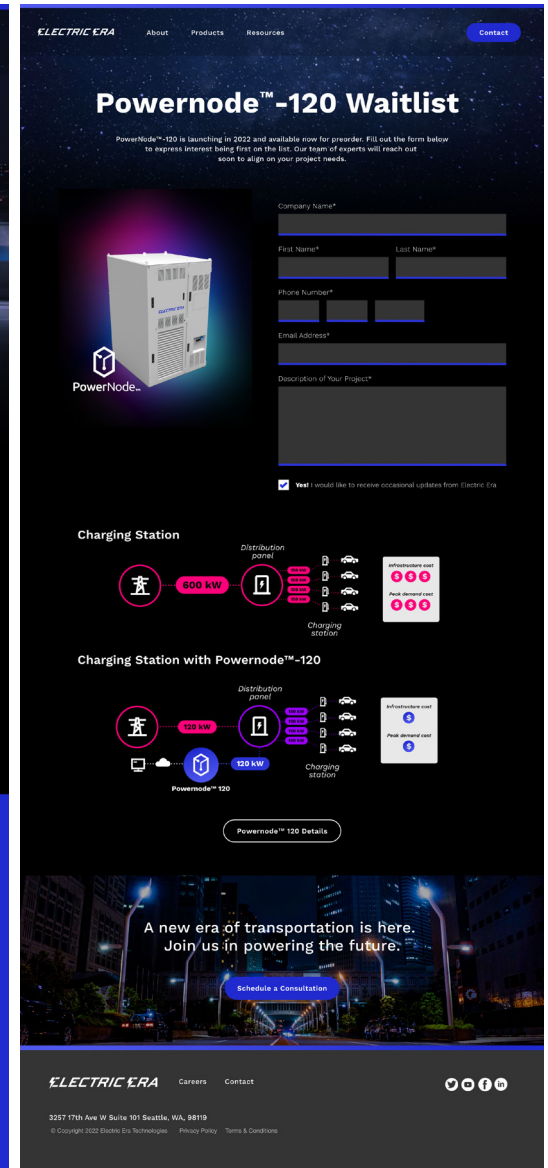 ELECTRIC ERA
About
Products
Resources
Contact
Powernode™-120 Waitlist
PowerNode™-120 is launching in 2022 and available now for preorder. Fill out the form below
to express interest being first on the list. Our team of experts will reach out
soon to align on your project needs.
Company Name*
First Name*
Last Name*
Phone Number*
Email Address*
Description of Your Project*
Yes! I would like to receive occasional updates from Electric Era
ELECTRIC ERA
PowerNode™
Charging Station
Distribution
panel
600 kW
Charging
station
Infrastructure cost
$ $ $
Peak demand cost
$ $ $
Charging Station with Powernode™-120
Distribution
panel
120 kW
120 kW
Powernode™ 120
Charging
station
Infrastructure cost
$
Peak demand cost
$
Powernode™ 120 Details
A new era of transportation is here.
Join us in powering the future.
Schedule a Consultation
ELECTRIC ERA
Careers
Contact
3257 17th Ave W Suite 101 Seattle, WA, 98119
© Copyright 2022 Electric Era Technologies
Privacy Policy
Terms & Conditions